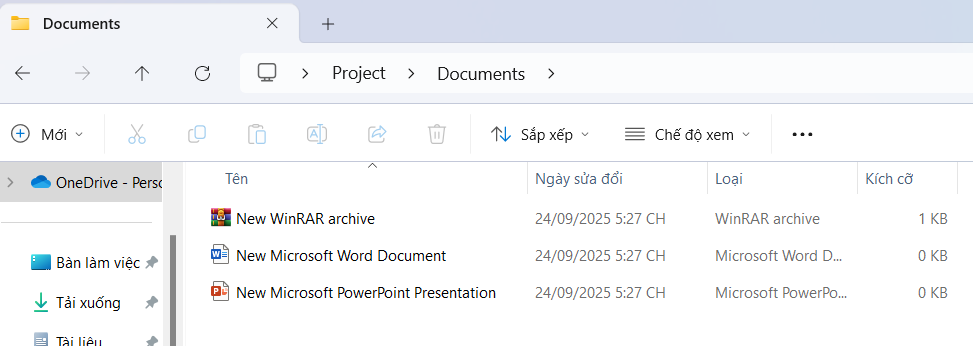 Documents
Project > Documents >
Mới Sắp xếp Chế độ xem
OneDrive - Perso
Tên Ngày sửa đổi Loại Kích cỡ
New WinRAR archive 24/09/2025 5:27 CH WinRAR archive 1 KB
New Microsoft Word Document 24/09/2025 5:27 CH Microsoft Word D... 0 KB
Bàn làm việc
New Microsoft PowerPoint Presentation 24/09/2025 5:27 CH Microsoft PowerPo... 0 KB
Tải xuống
Tài liệu